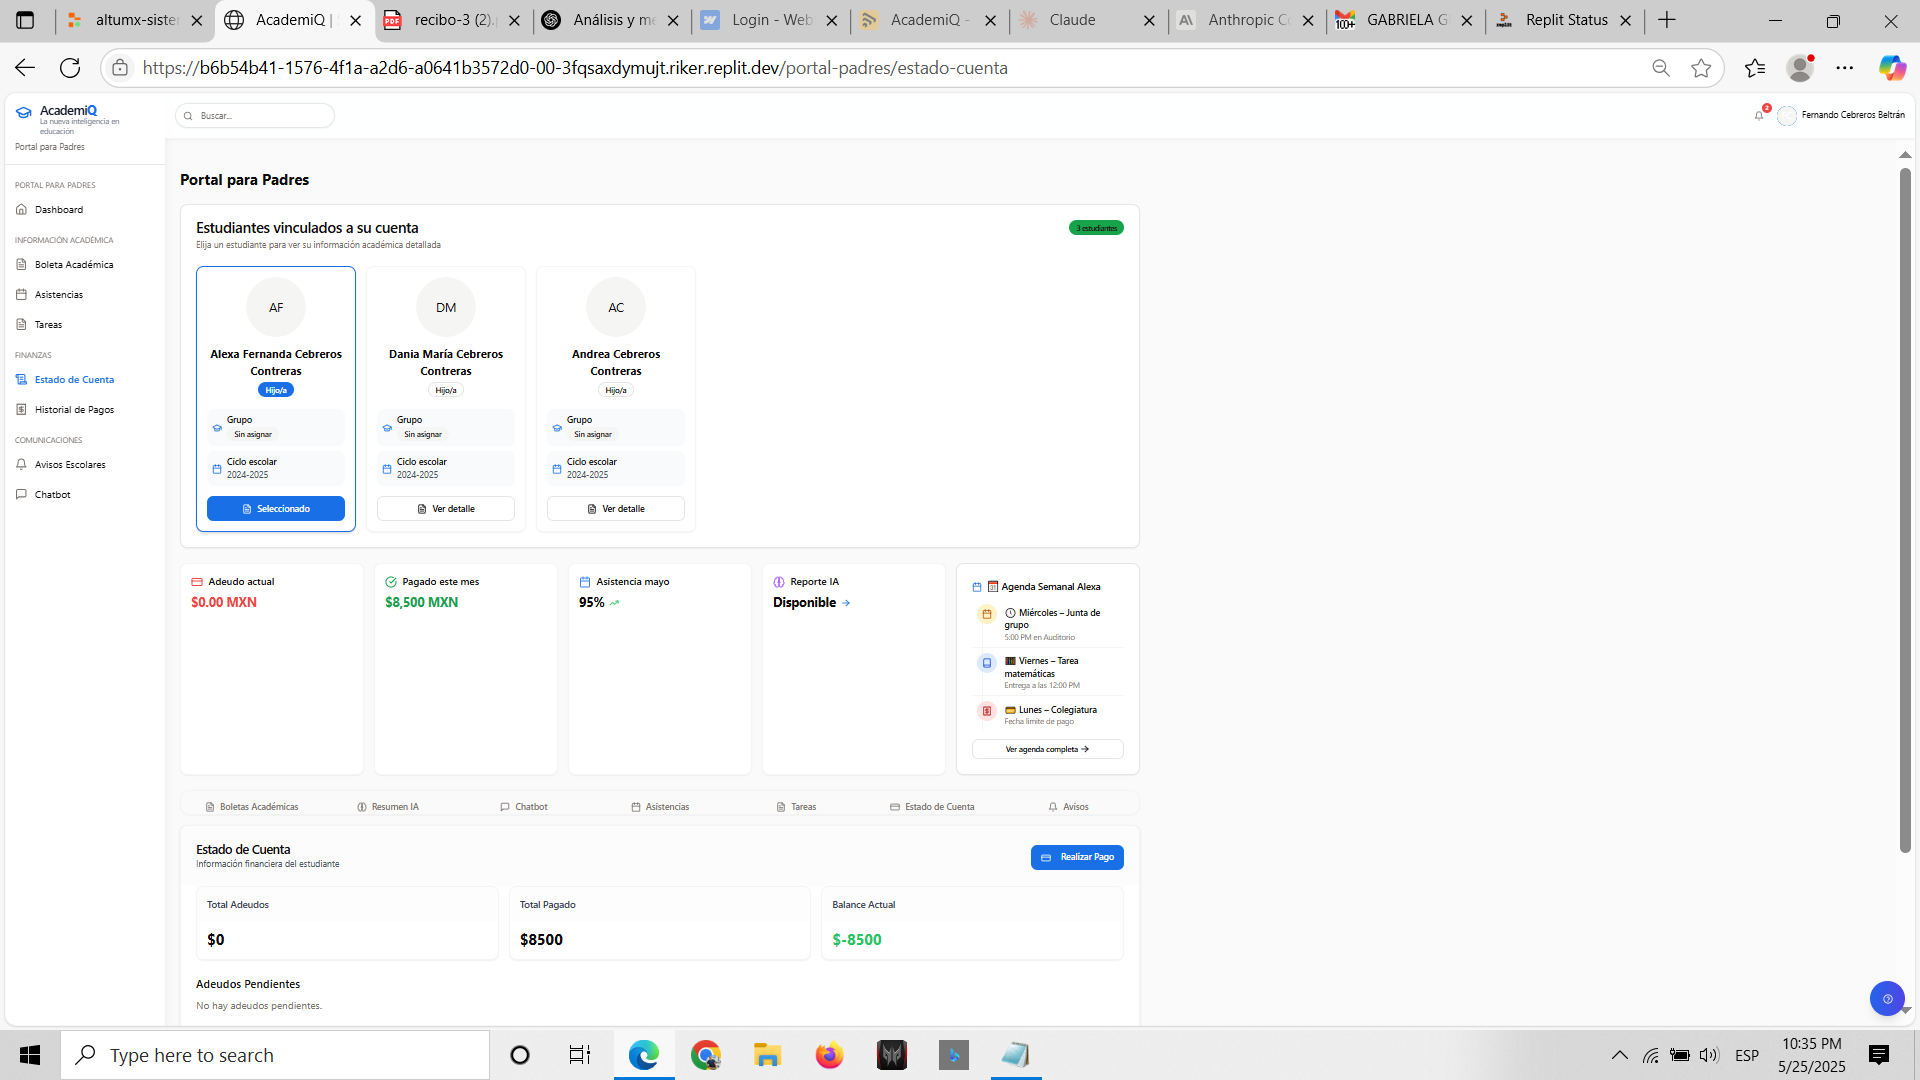 altumx-siste
AcademiQ |
recibo-3 (2).
Análisis y me
Login - Web
AcademiQ -
Claude
Anthropic C
GABRIELA G
Replit Status
https://b6b54b41-1576-4f1a-a2d6-a0641b3572d0-00-3fqsaxdymujt.riker.replit.dev/portal-padres/estado-cuenta
AcademiQ
La nueva inteligencia en
educación
Portal para Padres
Buscar...
2
Fernando Cebreros Beltrán
PORTAL PARA PADRES
Dashboard
INFORMACIÓN ACADÉMICA
Boleta Académica
Asistencias
Tareas
FINANZAS
Estado de Cuenta
Historial de Pagos
COMUNICACIONES
Avisos Escolares
Chatbot
Portal para Padres
Estudiantes vinculados a su cuenta
Elija un estudiante para ver su información académica detallada
3 estudiantes
AF
Alexa Fernanda Cebreros
Contreras
Hijo/a
Grupo
Sin asignar
Ciclo escolar
2024-2025
Seleccionado
DM
Dania María Cebreros
Contreras
Hijo/a
Grupo
Sin asignar
Ciclo escolar
2024-2025
Ver detalle
AC
Andrea Cebreros
Contreras
Hijo/a
Grupo
Sin asignar
Ciclo escolar
2024-2025
Ver detalle
Adeudo actual
$0.00 MXN
Pagado este mes
$8,500 MXN
Asistencia mayo
95%
Reporte IA
Disponible
Agenda Semanal Alexa
Miércoles – Junta de
grupo
5:00 PM en Auditorio
Viernes – Tarea
matemáticas
Entrega a las 12:00 PM
Lunes – Colegiatura
Fecha límite de pago
Ver agenda completa
Boletas Académicas
Resumen IA
Chatbot
Asistencias
Tareas
Estado de Cuenta
Avisos
Estado de Cuenta
Información financiera del estudiante
Realizar Pago
Total Adeudos
$0
Total Pagado
$8500
Balance Actual
$-8500
Adeudos Pendientes
No hay adeudos pendientes.
Type here to search
ESP
10:35 PM
5/25/2025